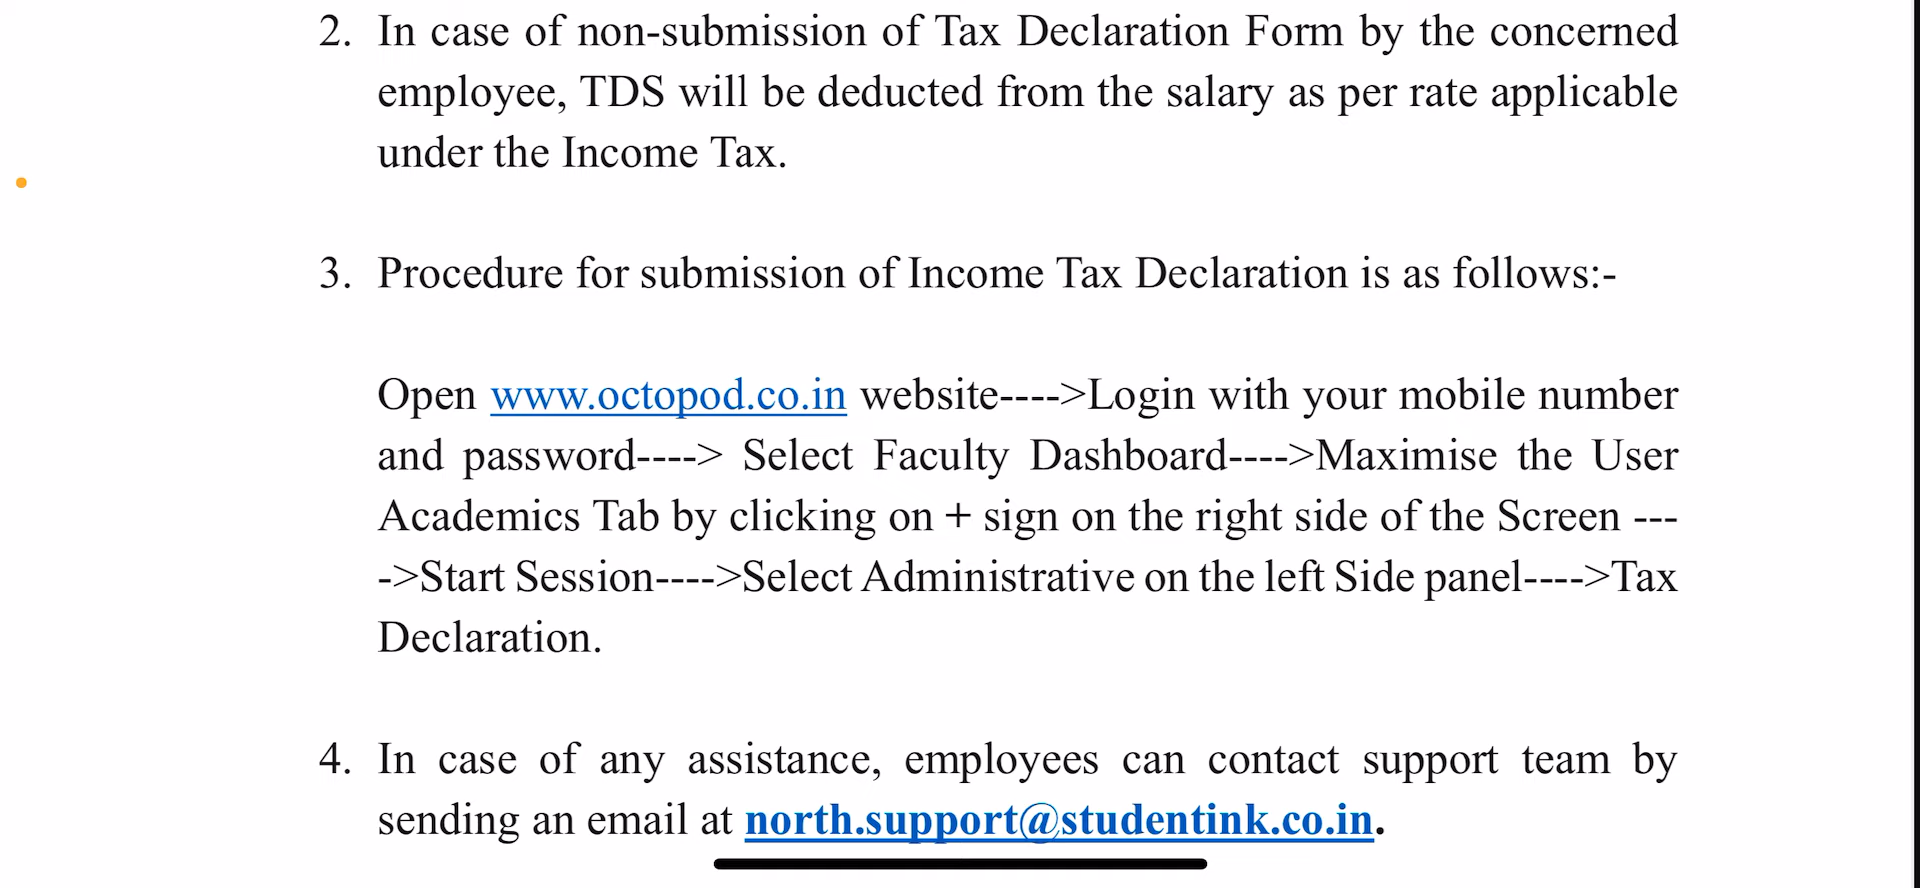 2. In case of non-submission of Tax Declaration Form by the concerned
employee, TDS will be deducted from the salary as per rate applicable
under the Income Tax.
3. Procedure for submission of Income Tax Declaration is as follows:-
Open www.octopod.co.in website---->Login with your mobile number
and password----> Select Faculty Dashboard---->Maximise the User
Academics Tab by clicking on + sign on the right side of the Screen ---
->Start Session---->Select Administrative on the left Side panel---->Tax
Declaration.
4. In case of any assistance, employees can contact support team by
sending an email at north.support@studentink.co.in.